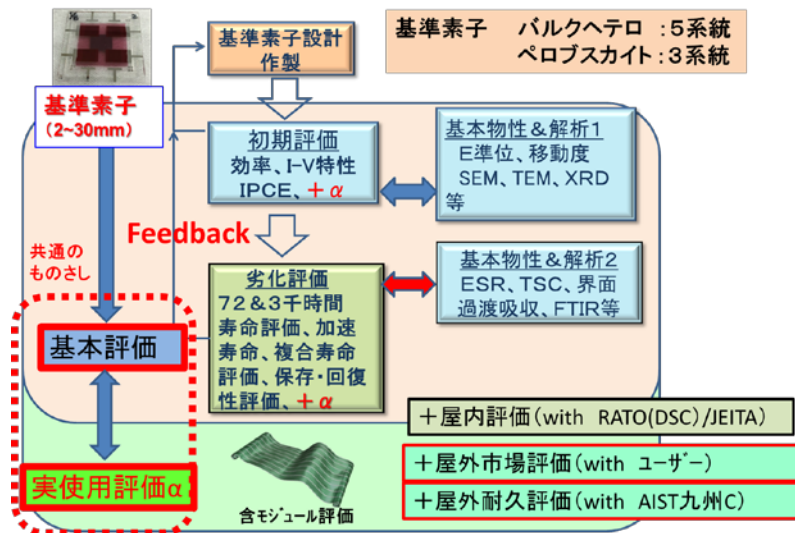 基準素子設計
作製
基準素子 バルクヘテロ :5系統
ペロブスカイト:3系統
基準素子
(2~30mm)
初期評価
効率、I-V特性
IPCE、+α
基本物性&解析1
E準位、移動度
SEM、TEM、XRD
等
Feedback
共通の
ものさし
劣化評価
72&3千時間
寿命評価、加速
寿命、複合寿命
評価、保存・回復
性評価、+α
基本物性&解析2
ESR、TSC、界面
過渡吸収、FTIR等
基本評価
+屋内評価(with RATO(DSC)/JEITA)
+屋外市場評価(with ユーザー)
+屋外耐久評価(with AIST九州C)
実使用評価α
含モジュール評価